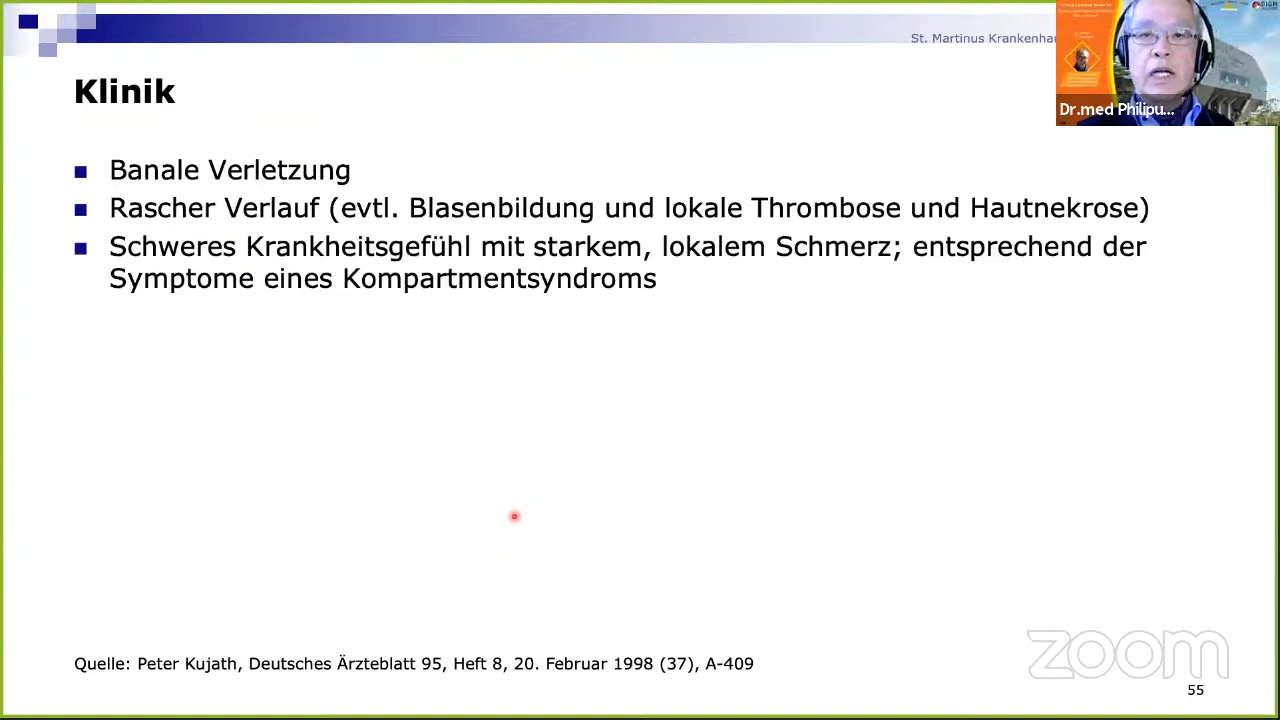 St. Martinus Krankenhau
Klinik
Banale Verletzung
Rascher Verlauf (evtl. Blasenbildung und lokale Thrombose und Hautnekrose)
Schweres Krankheitsgefühl mit starkem, lokalem Schmerz; entsprechend der
Symptome eines Kompartmentsyndroms
Dr.med Philipu...
Quelle: Peter Kujath, Deutsches Ärzteblatt 95, Heft 8, 20. Februar 1998 (37), A-409
zoom
55